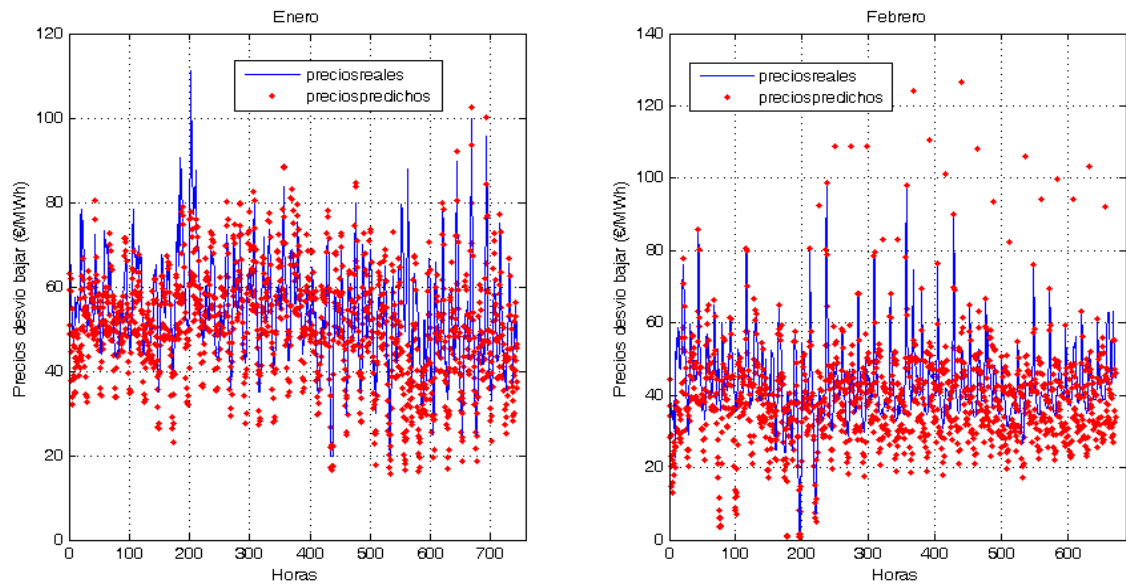 Enero
120
100
80
60
40
20
0
0 100 200 300 400 500 600 700
Horas
Precios desvio bajar (€/MWh)
preciosreales
preciospredichos
Febrero
140
120
100
80
60
40
20
0
0 100 200 300 400 500 600
Horas
Precios desvio bajar (€/MWh)
preciosreales
preciospredichos